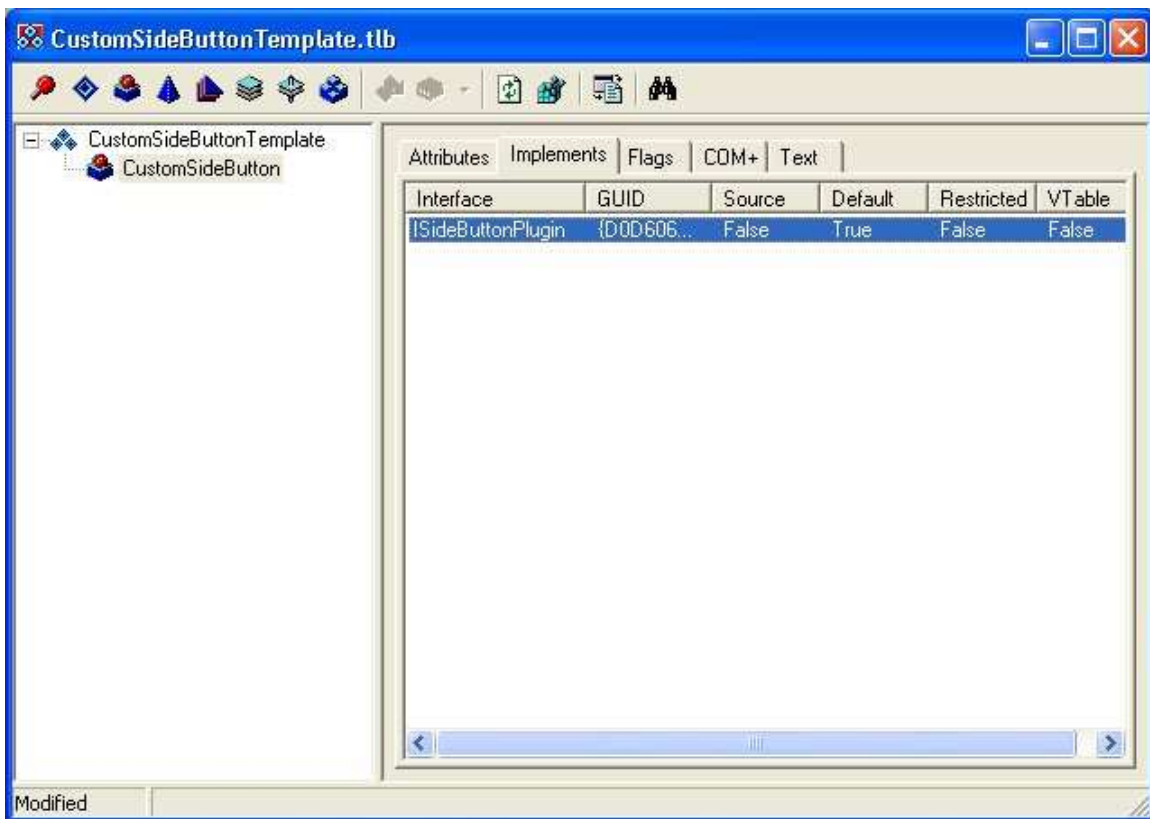 CustomSideButtonTemplate.tlb
CustomSideButtonTemplate
CustomSideButton
Attributes Implements Flags COM+ Text
Interface GUID Source Default Restricted VTable
ISideButtonPlugin {D0D606... False True False False
Modified